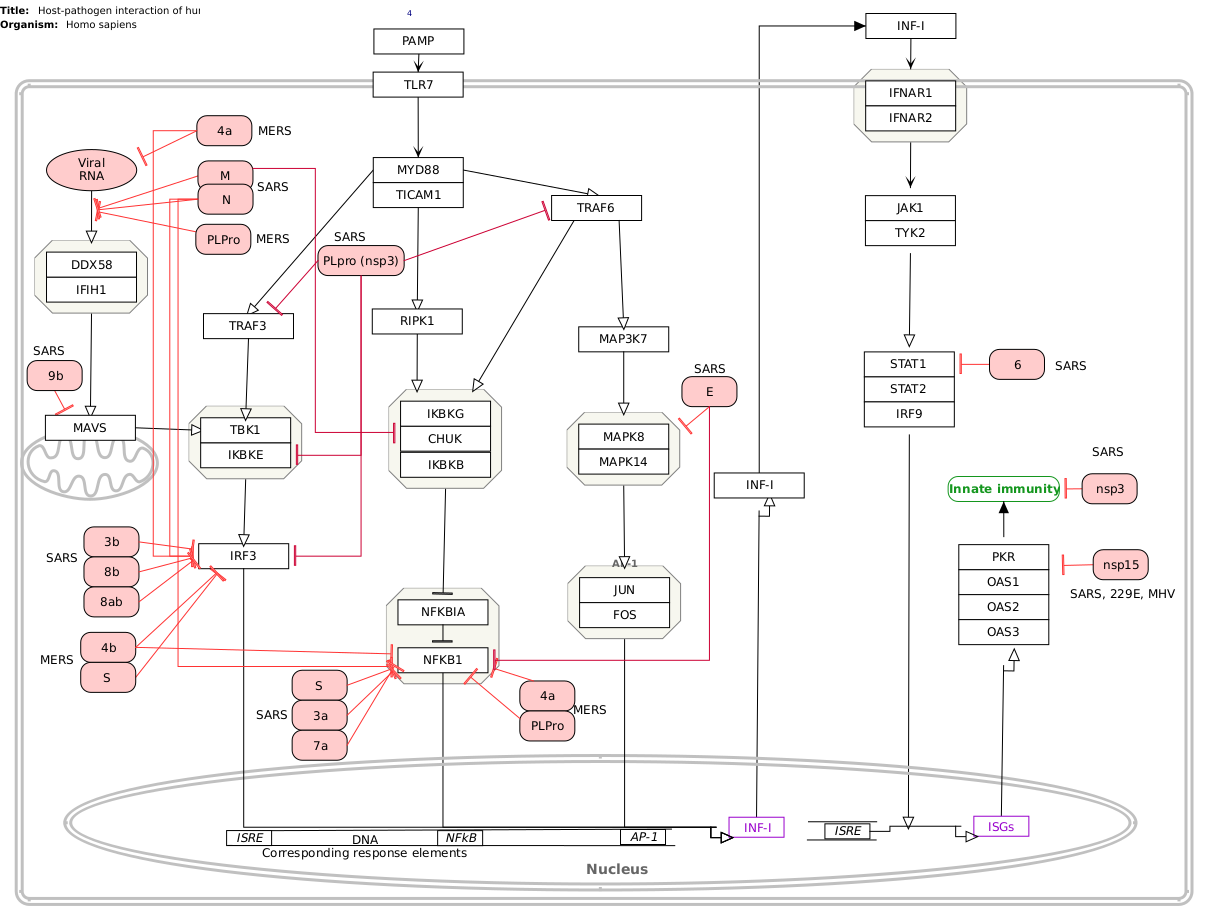 Title: Host-pathogen interaction of hu
Organism: Homo sapiens
4
PAMP
TLR7
INF-I
IFNAR1
IFNAR2
4a
MERS
Viral
RNA
M
N
SARS
PLPro
MERS
MYD88
TICAM1
TRAF6
JAK1
TYK2
SARS
PLpro (nsp3)
DDX58
IFIH1
TRAF3
RIPK1
MAP3K7
SARS
9b
MAVS
STAT1
STAT2
IRF9
6
SARS
SARS
E
TBK1
IKBKE
IKBKG
CHUK
IKBKB
MAPK8
MAPK14
INF-I
SARS
Innate immunity
nsp3
3b
8b
8ab
SARS
IRF3
AP-1
JUN
FOS
PKR
OAS1
OAS2
OAS3
nsp15
SARS, 229E, MHV
NFKBIA
NFKB1
4b
S
MERS
S
3a
7a
SARS
4a
PLPro
MERS
ISRE
DNA
NFkB
AP-1
INF-I
ISRE
ISGs
Corresponding response elements
Nucleus